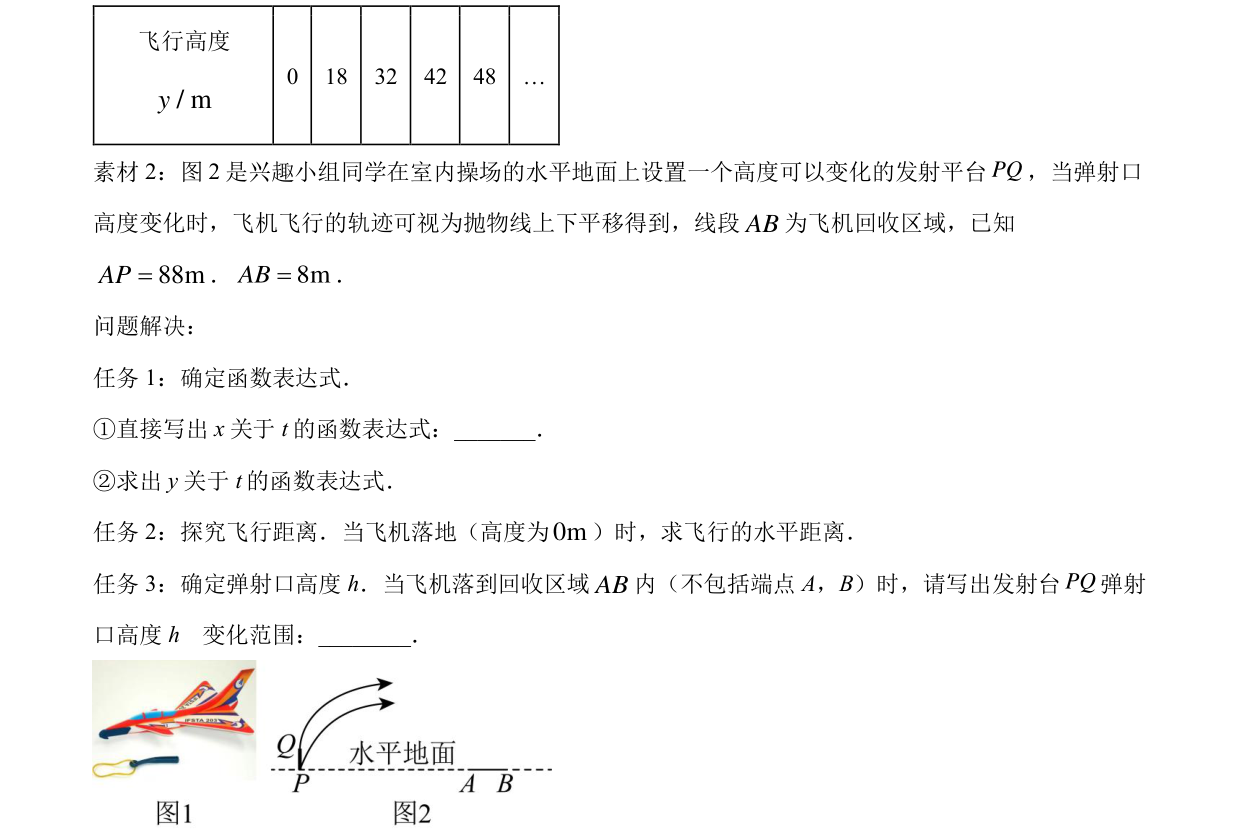 飞行高度
y / m
0 18 32 42 48 …
素材 2：图 2 是兴趣小组同学在室内操场的水平地面上设置一个高度可以变化的发射平台 PQ ，当弹射口
高度变化时，飞机飞行的轨迹可视为抛物线上下平移得到，线段 AB 为飞机回收区域，已知
AP = 88m ． AB = 8m ．
问题解决：
任务 1：确定函数表达式．
①直接写出 x 关于 t 的函数表达式：_______．
②求出 y 关于 t 的函数表达式．
任务 2：探究飞行距离．当飞机落地（高度为 0m ）时，求飞行的水平距离．
任务 3：确定弹射口高度 h．当飞机落到回收区域 AB 内（不包括端点 A，B）时，请写出发射台 PQ 弹射
口高度 h 变化范围：________．
Q 水平地面
P A B
图1 图2